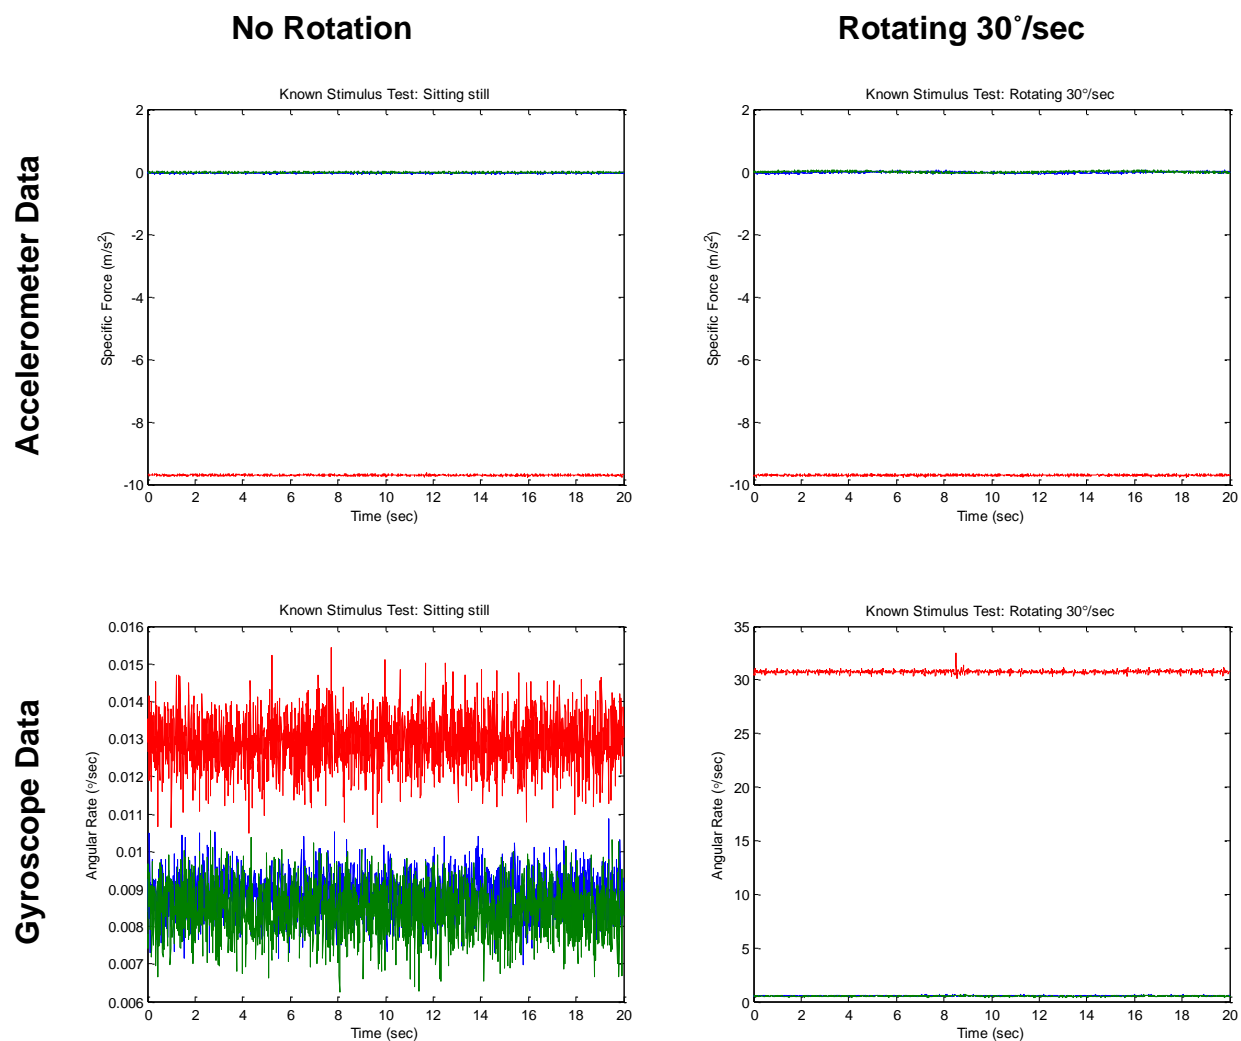 No Rotation
Rotating 30˚/sec
Accelerometer Data
Known Stimulus Test: Sitting still
2
0
-2
-4
-6
-8
-10
Specific Force (m/s²)
0 2 4 6 8 10 12 14 16 18 20
Time (sec)
Known Stimulus Test: Rotating 30°/sec
2
0
-2
-4
-6
-8
-10
Specific Force (m/s²)
0 2 4 6 8 10 12 14 16 18 20
Time (sec)
Gyroscope Data
Known Stimulus Test: Sitting still
0.016
0.015
0.014
0.013
0.012
0.011
0.01
0.009
0.008
0.007
0.006
Angular Rate (°/sec)
0 2 4 6 8 10 12 14 16 18 20
Time (sec)
Known Stimulus Test: Rotating 30°/sec
35
30
25
20
15
10
5
0
Angular Rate (°/sec)
0 2 4 6 8 10 12 14 16 18 20
Time (sec)